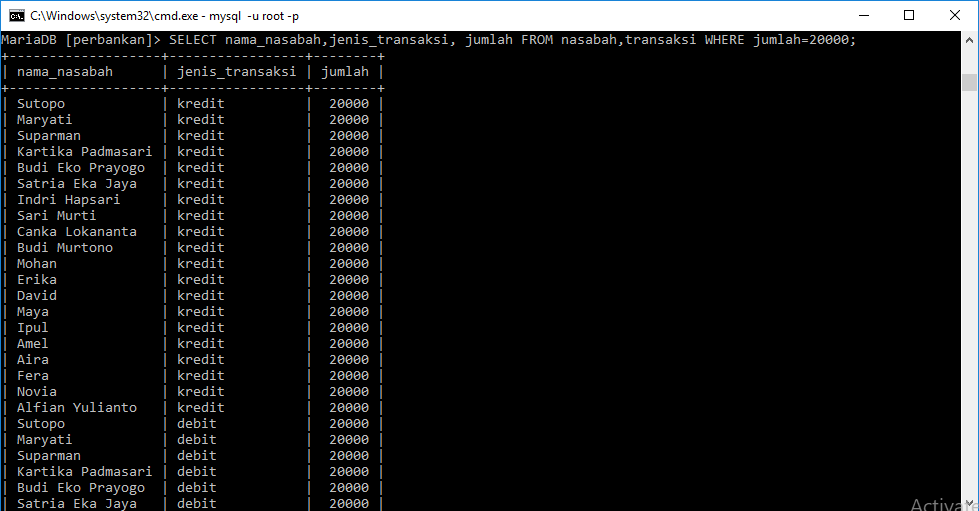 C:\Windows\system32\cmd.exe - mysql  -u root -p
MariaDB [perbankan]> SELECT nama_nasabah,jenis_transaksi, jumlah FROM nasabah,transaksi WHERE jumlah=20000;
+-------------------+-----------------+--------+
| nama_nasabah      | jenis_transaksi | jumlah |
+-------------------+-----------------+--------+
| Sutopo            | kredit          |  20000 |
| Maryati           | kredit          |  20000 |
| Suparman          | kredit          |  20000 |
| Kartika Padmasari | kredit          |  20000 |
| Budi Eko Prayogo  | kredit          |  20000 |
| Satria Eka Jaya   | kredit          |  20000 |
| Indri Hapsari     | kredit          |  20000 |
| Sari Murti        | kredit          |  20000 |
| Canka Lokananta   | kredit          |  20000 |
| Budi Murtono      | kredit          |  20000 |
| Mohan             | kredit          |  20000 |
| Erika             | kredit          |  20000 |
| David             | kredit          |  20000 |
| Maya              | kredit          |  20000 |
| Ipul              | kredit          |  20000 |
| Amel              | kredit          |  20000 |
| Aira              | kredit          |  20000 |
| Fera              | kredit          |  20000 |
| Novia             | kredit          |  20000 |
| Alfian Yulianto   | kredit          |  20000 |
| Sutopo            | debit           |  20000 |
| Maryati           | debit           |  20000 |
| Suparman          | debit           |  20000 |
| Kartika Padmasari | debit           |  20000 |
| Budi Eko Prayogo  | debit           |  20000 |
| Satria Eka Jaya   | debit           |  20000 |